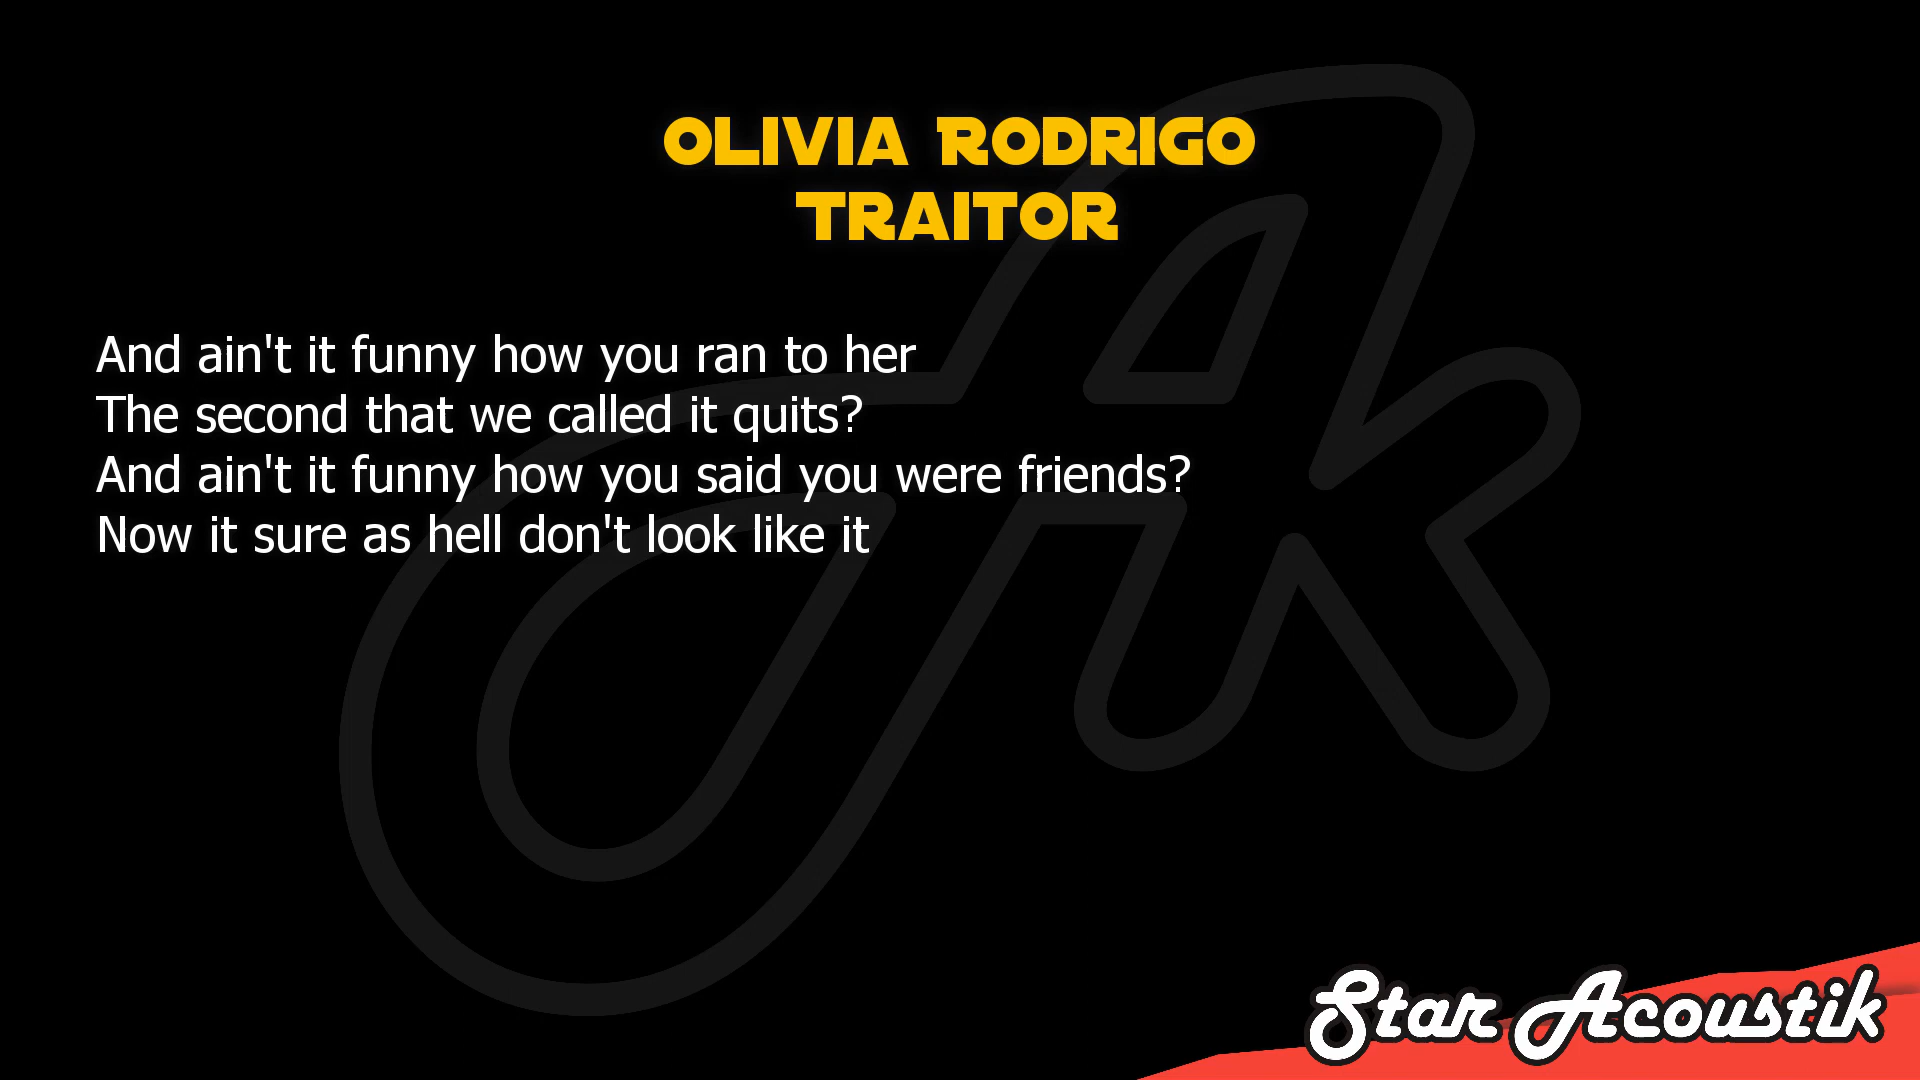 OLIVIA RODRIGO
TRAITOR
And ain't it funny how you ran to her
The second that we called it quits?
And ain't it funny how you said you were friends?
Now it sure as hell don't look like it
Star Acoustik